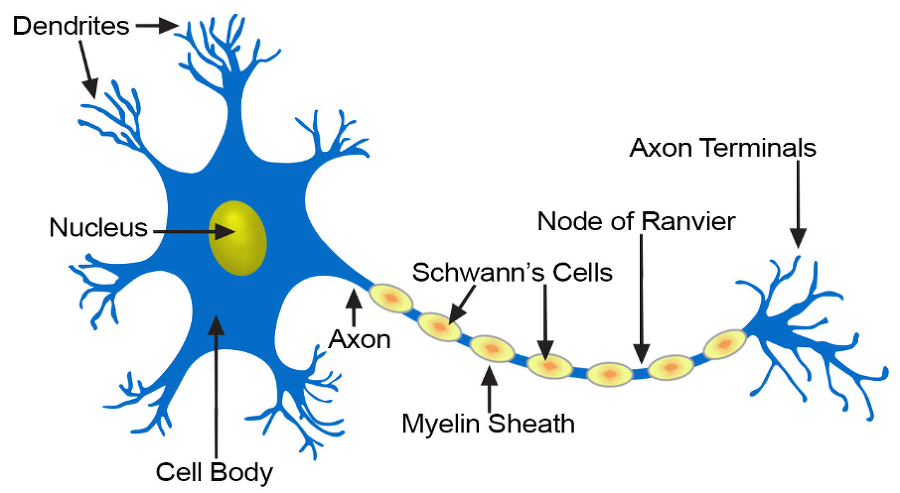 Dendrites
Axon Terminals
Nucleus
Node of Ranvier
Schwann's Cells
Axon
Myelin Sheath
Cell Body